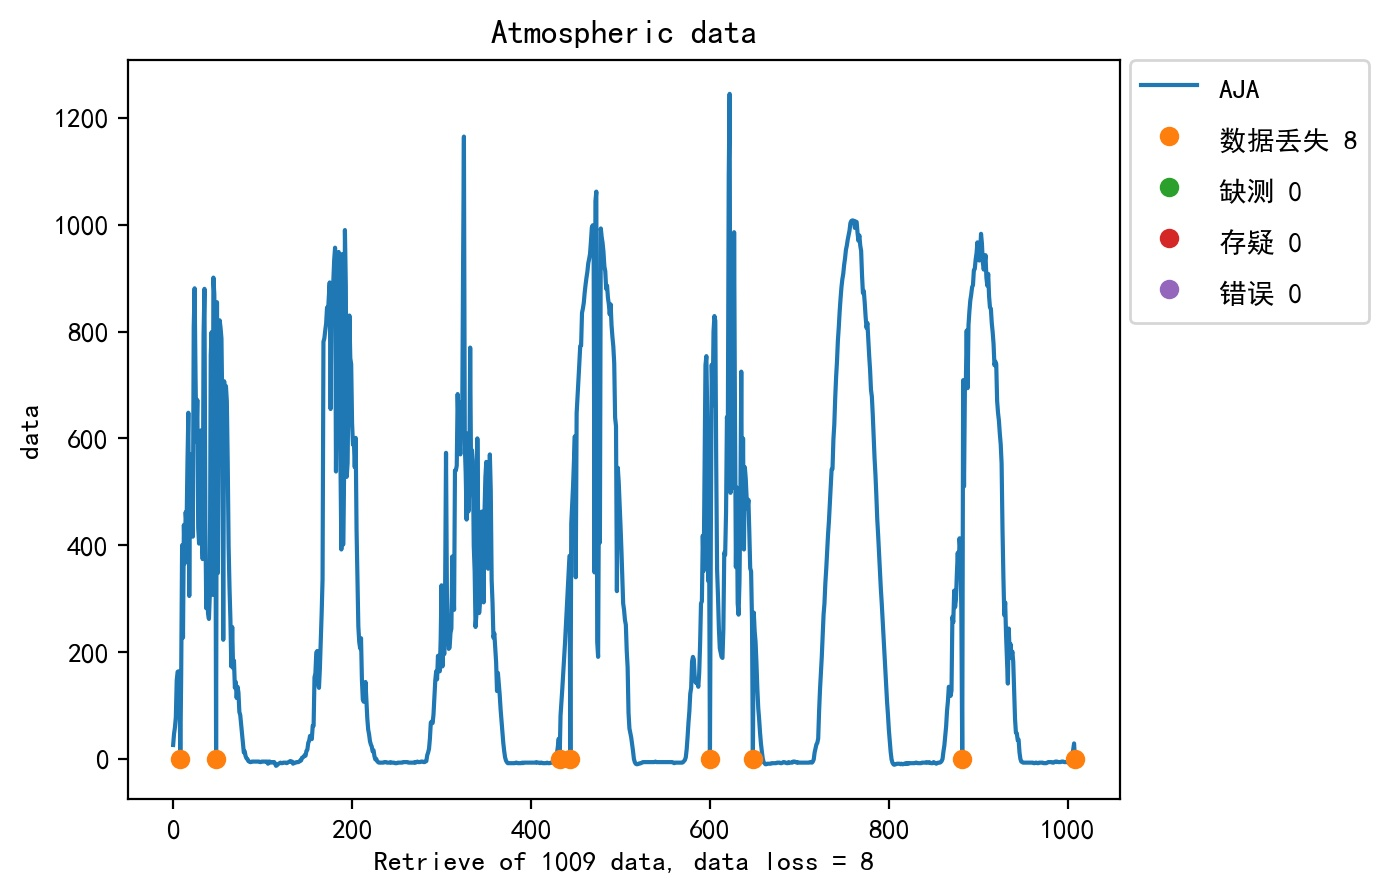 Atmospheric data
AJA
数据丢失 8
缺测 0
存疑 0
错误 0
data
1200
1000
800
600
400
200
0
0 200 400 600 800 1000
Retrieve of 1009 data, data loss = 8